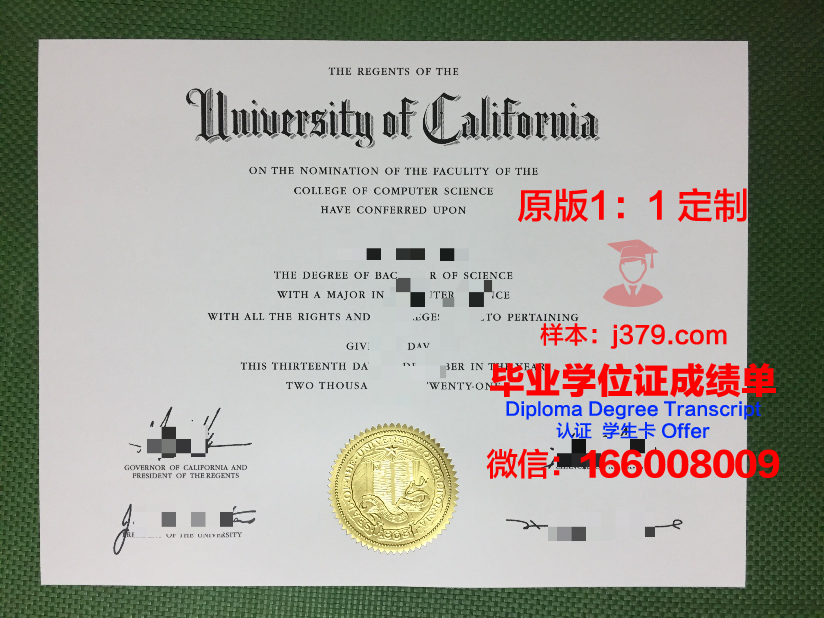 THE REGENTS OF THE
University of California
ON THE NOMINATION OF THE FACULITY OF THE
COLLEGE OF COMPUTER SCIENCE
HAVE CONFERRED UPON
原版1：1 定制
THE DEGREE OF OF SCIENCE
WITH A MAJOR IN
WITH ALL THE RIGHTS AND TO PERTAINING
样本：j379.com
DAY
THIS THIRTEENTH IN THE YEAR
毕业学位证成绩单
TWO
Diploma Degree Transcript
认证 学生卡 Offer
微信：166008009
GOVERNOR OF CALIFORNIA AND
PRESIDENT OF THE REGENTS
OF THE UNIVERSITY